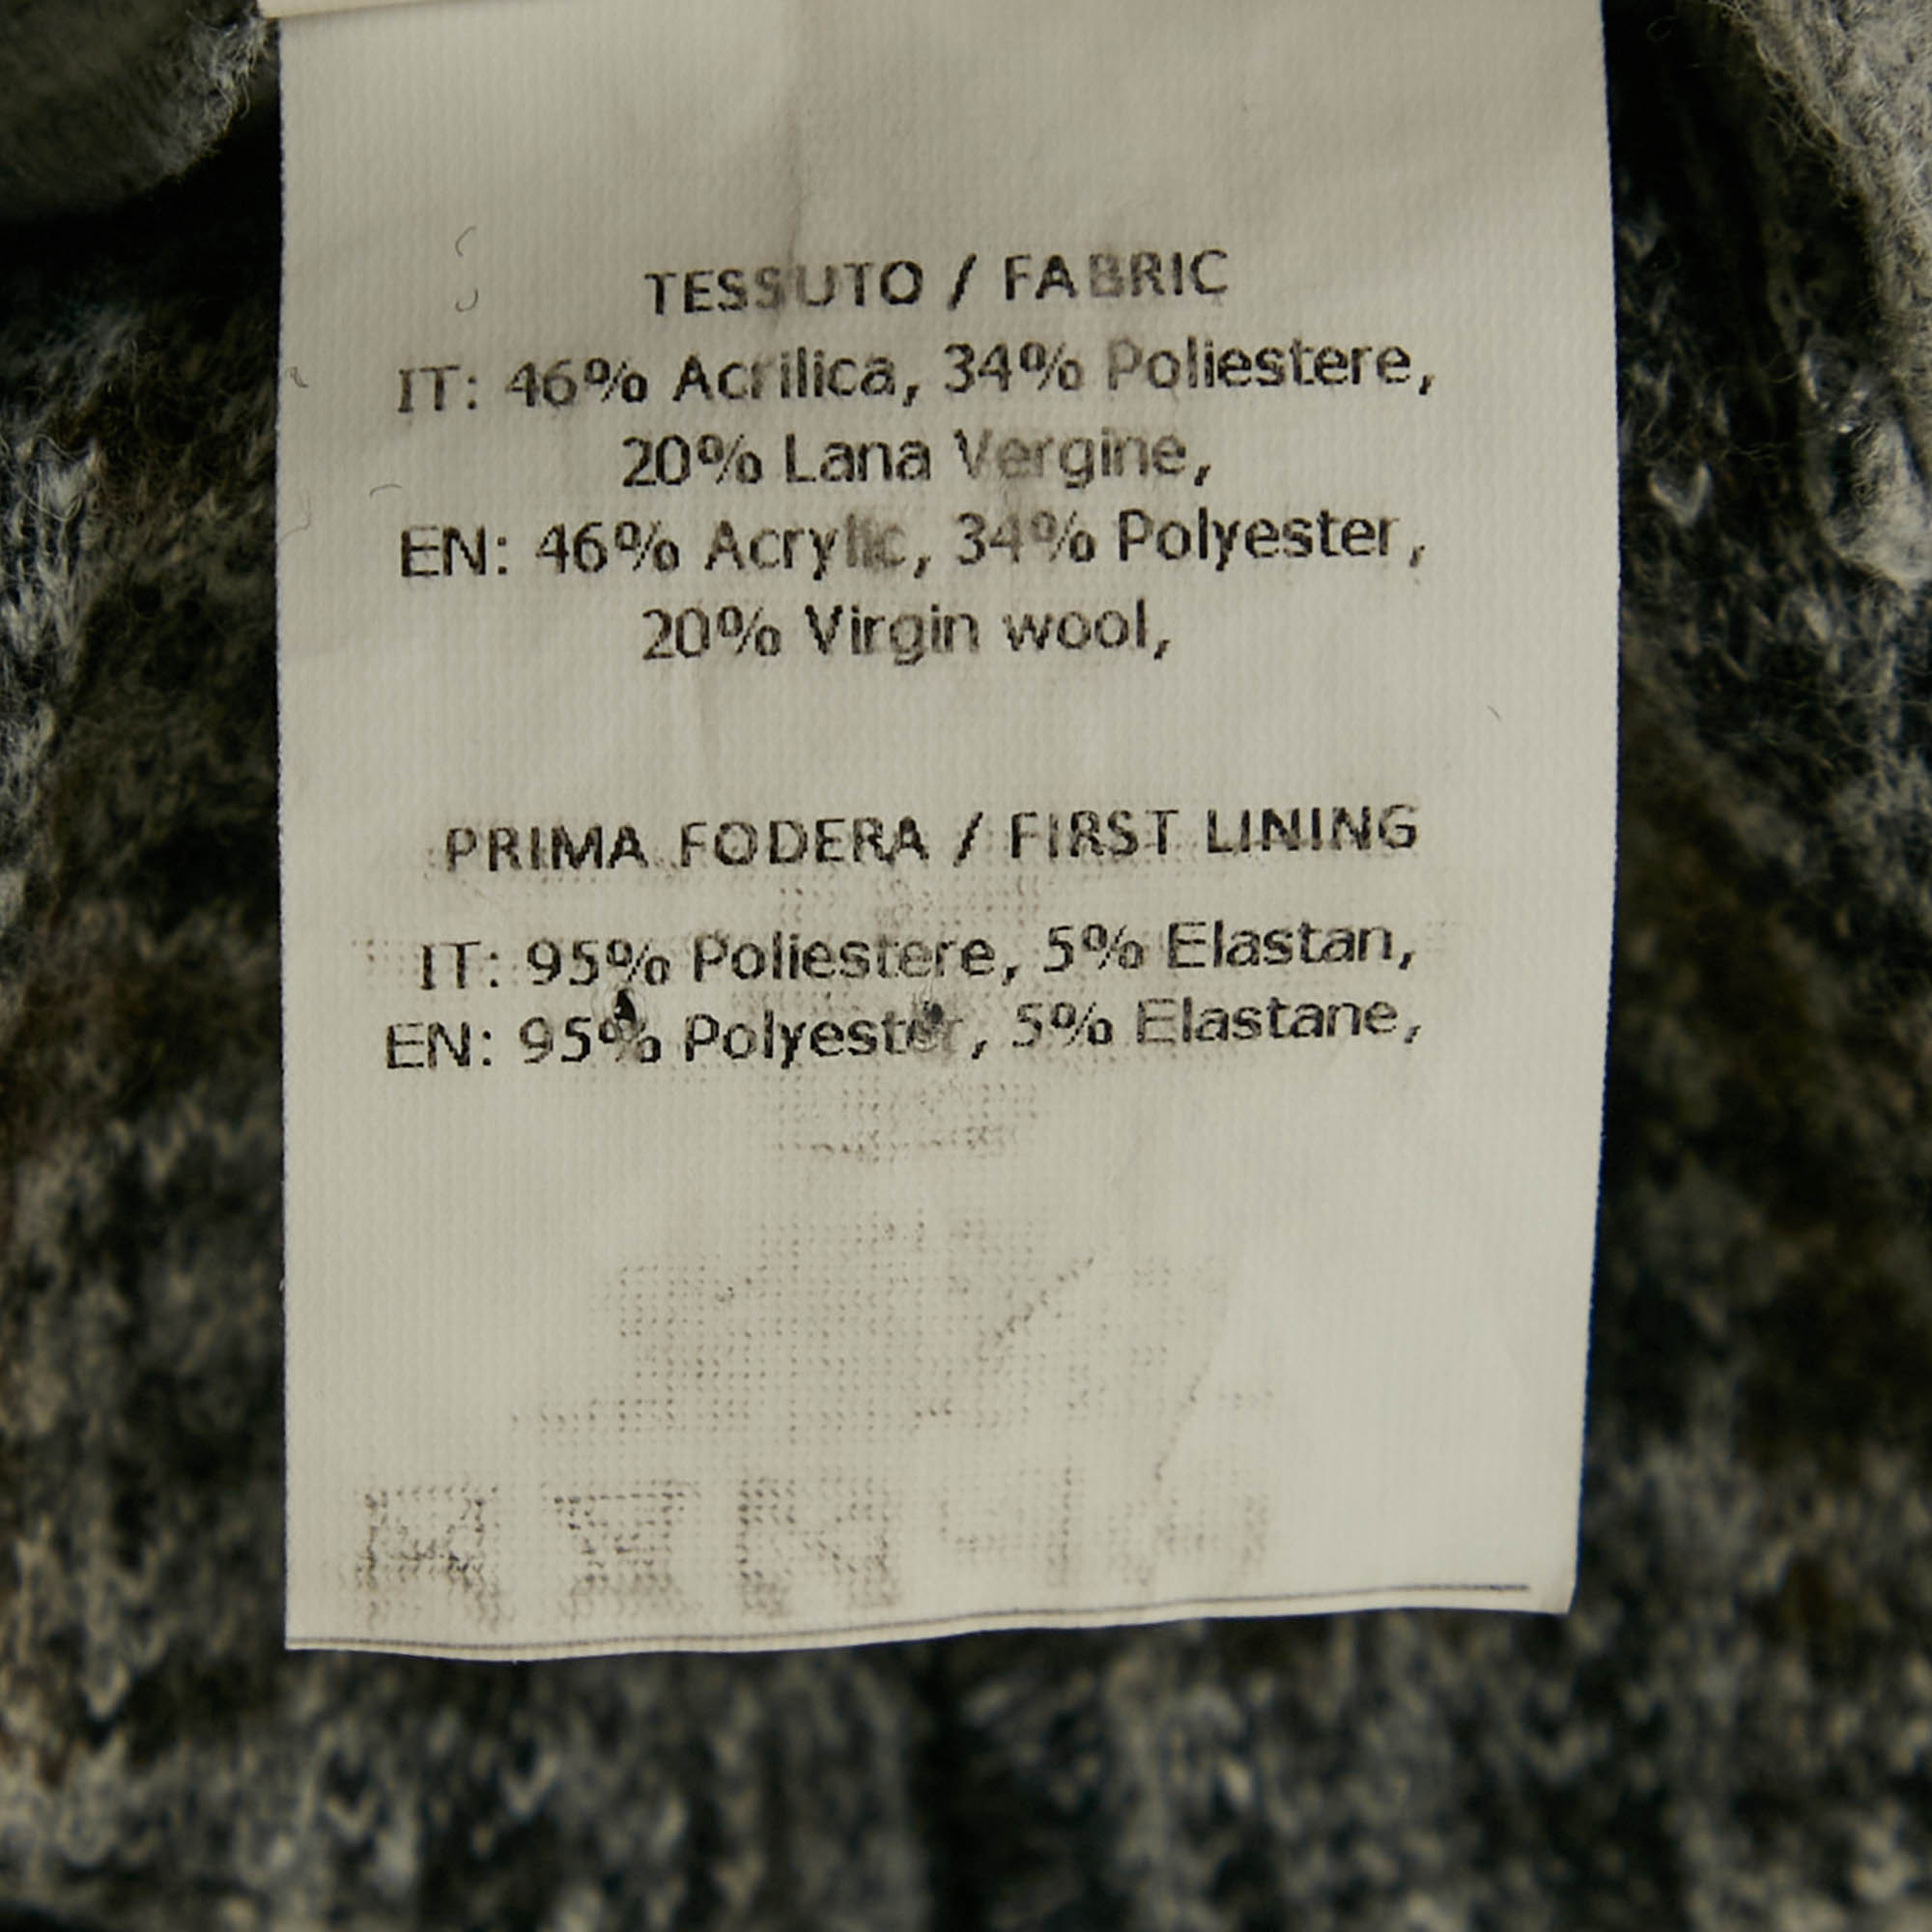 TESSUTO / FABRIC
IT: 46% Acrilica, 34% Poliestere,
20% Lana Vergine,
EN: 46% Acrylic, 34% Polyester,
20% Virgin wool,
PRIMA FODERA / FIRST LINING
IT: 95% Poliestere, 5% Elastan,
EN: 95% Polyester, 5% Elastane,